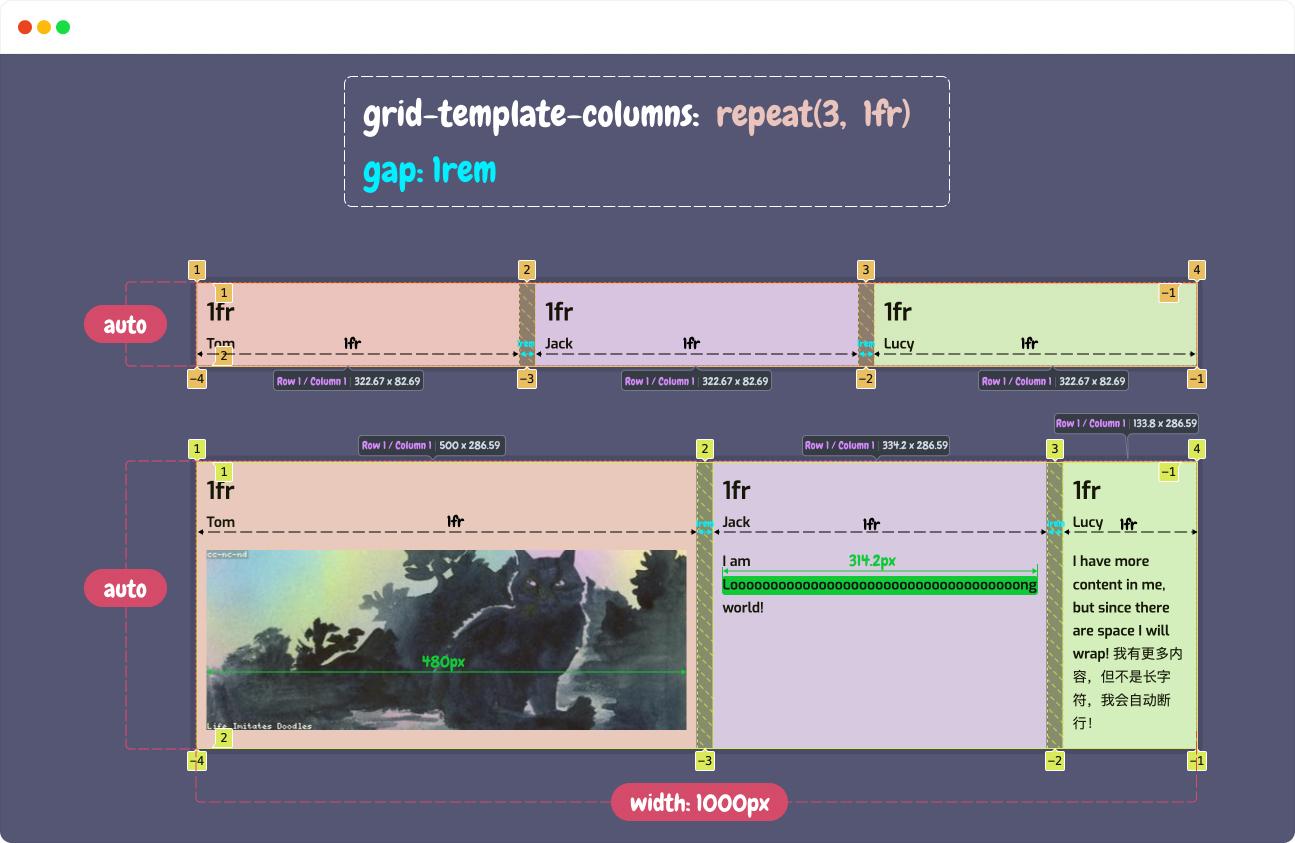 grid-template-columns: repeat(3, 1fr)
gap: 1rem
1
2
3
4
1
-1
1fr
1fr
1fr
auto
Tom
1fr
Jack
1fr
Lucy
1fr
1rem
1rem
2
-4
-3
-2
-1
Row 1 / Column 1 322.67 x 82.69
Row 1 / Column 1 322.67 x 82.69
Row 1 / Column 1 322.67 x 82.69
Row 1 / Column 1 133.8 x 286.59
Row 1 / Column 1 500 x 286.59
Row 1 / Column 1 334.2 x 286.59
1
2
3
4
1
-1
1fr
1fr
1fr
Tom
1fr
1rem
Jack
1fr
1rem
Lucy
1fr
cc-nc-nd
480px
Life Imitates Doodles
I am
314.2px
Looooooooooooooooooooooooooooooooooooong
world!
I have more
content in me,
but since there
are space I will
wrap! 我有更多内
容，但不是长字
符，我会自动断
行！
auto
2
-4
-3
-2
-1
width: 1000px